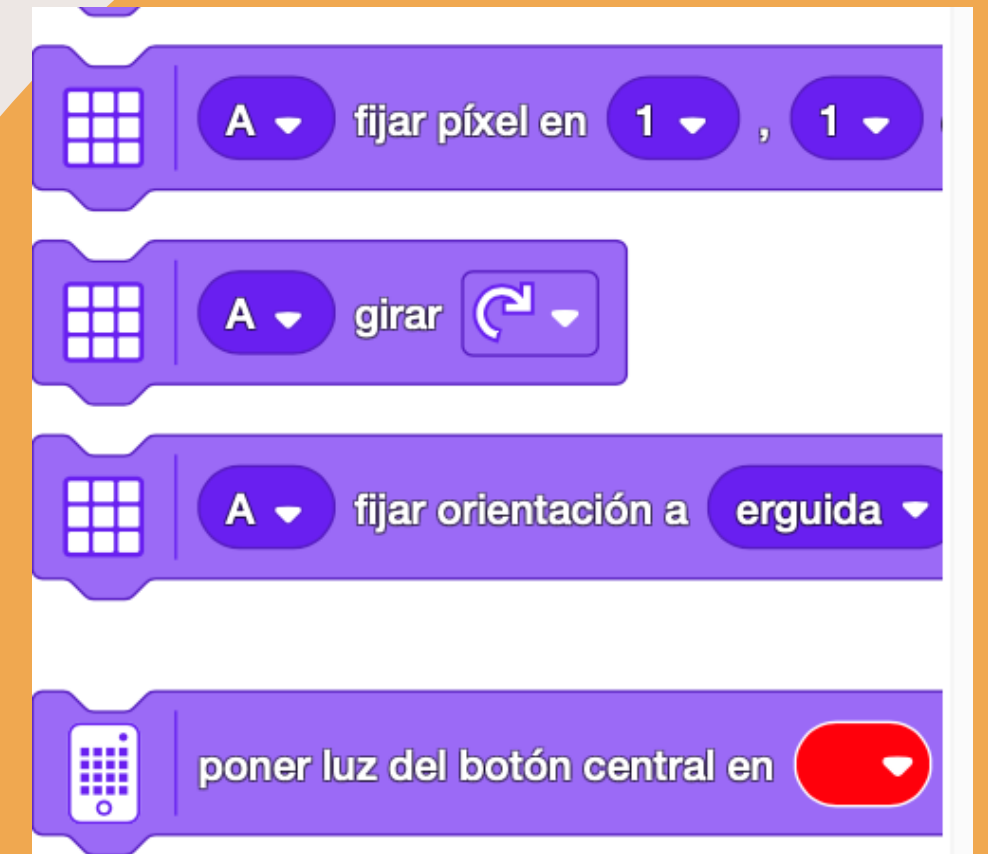 A fijar píxel en 1 , 1
A girar
A fijar orientación a erguida
poner luz del botón central en